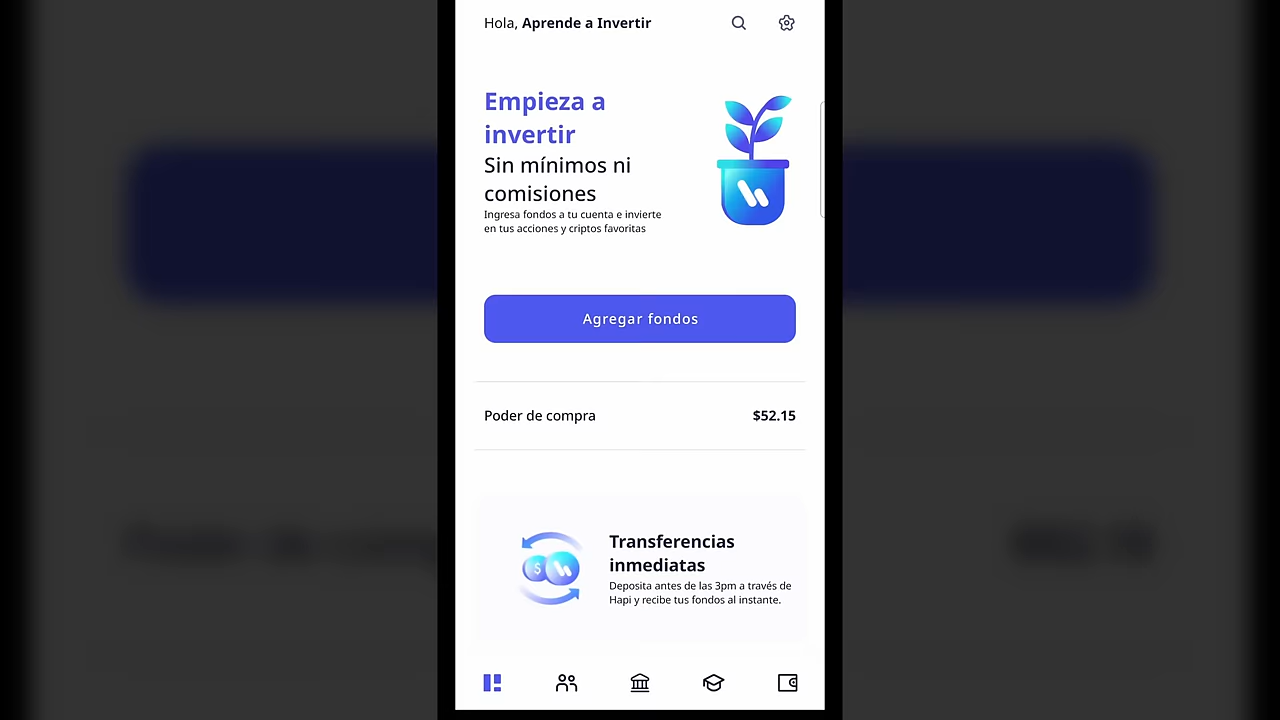 Hola, Aprende a Invertir
Empieza a
invertir
Sin mínimos ni
comisiones
Ingresa fondos a tu cuenta e invierte
en tus acciones y criptos favoritas
Agregar fondos
Poder de compra $52.15
$
Transferencias
inmediatas
Deposita antes de las 3pm a través de
Hapi y recibe tus fondos al instante.